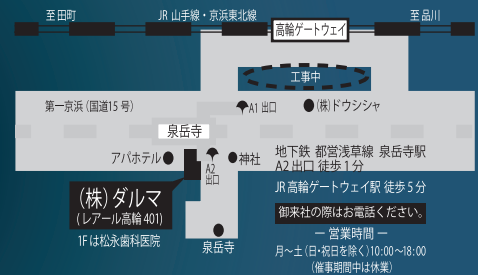 至田町
JR 山手線・京浜東北線
高輪ゲートウェイ
至品川
工事中
第一京浜（国道15号）
A1 出口
（株）ドウシシャ
泉岳寺
アパホテル
A2
出口
神社
地下鉄 都営浅草線 泉岳寺駅
A2 出口 徒歩1分
JR 高輪ゲートウェイ駅 徒歩5分
（株）ダルマ
（レアール高輪 401）
1Fは松永歯科医院
泉岳寺
御来社の際はお電話ください。
ー 営業時間 ー
月〜土（日・祝日を除く）10:00〜18:00
（催事期間中は休業）